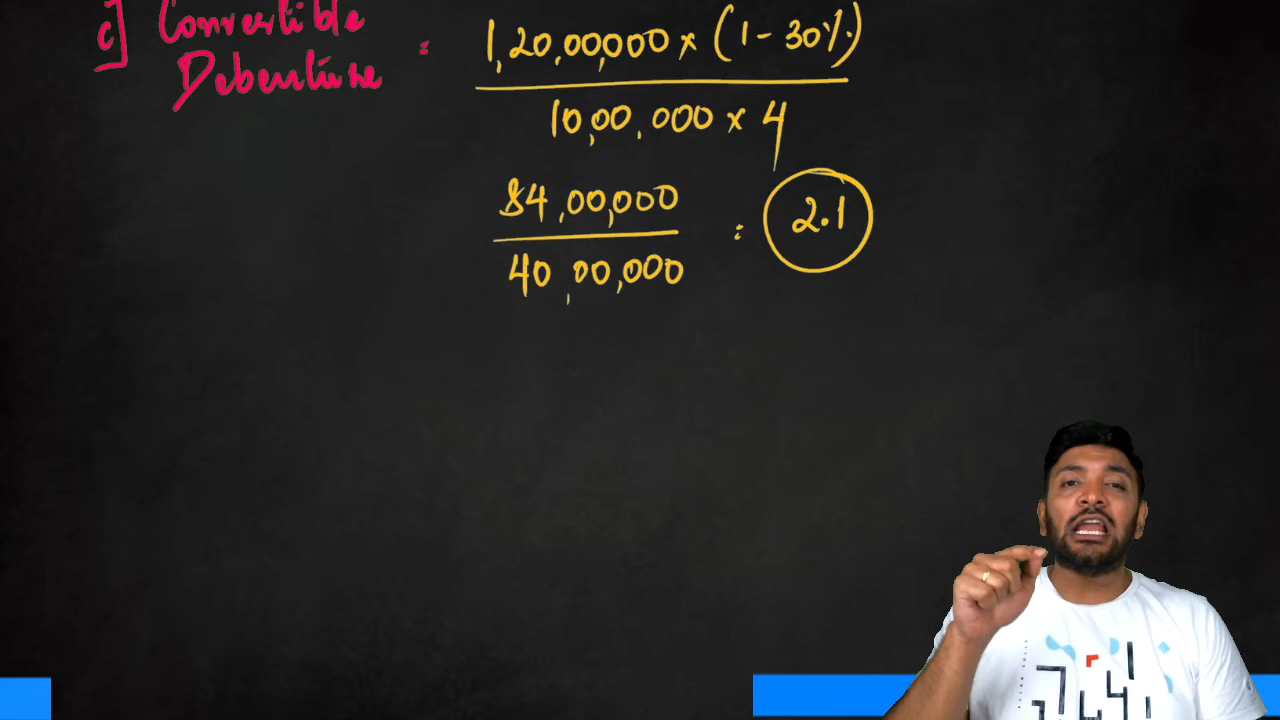 c] Convertible
Debenture = 1,20,00,000 x (1 - 30%)
10,00,000 x 4
84,00,000
40,00,000
= 2.1